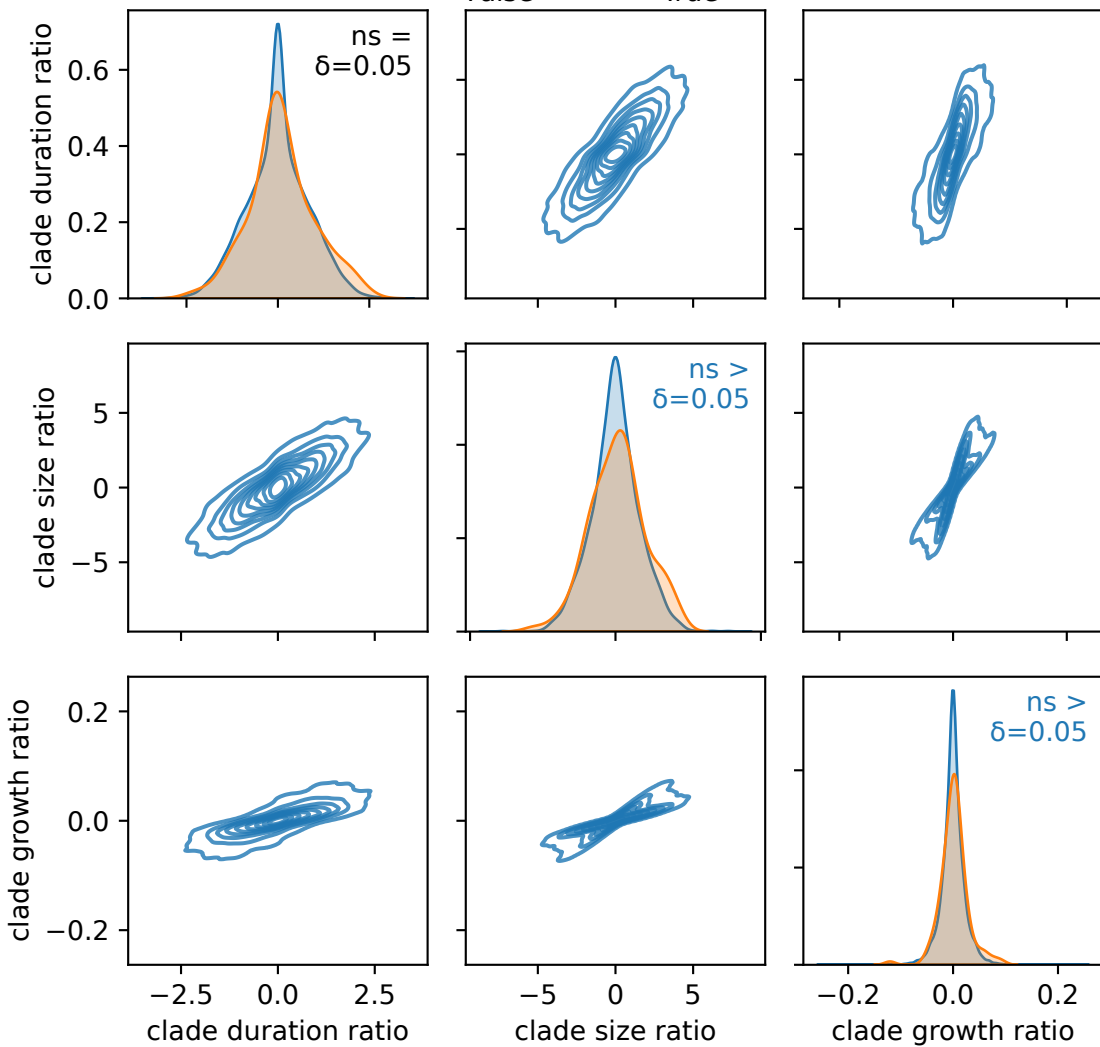 clade duration ratio
0.6
0.4
0.2
0.0
ns =
δ=0.05
clade size ratio
5
0
−5
ns >
δ=0.05
clade growth ratio
0.2
0.0
−0.2
ns >
δ=0.05
−2.5 0.0 2.5
−5 0 5
−0.2 0.0 0.2
clade duration ratio
clade size ratio
clade growth ratio